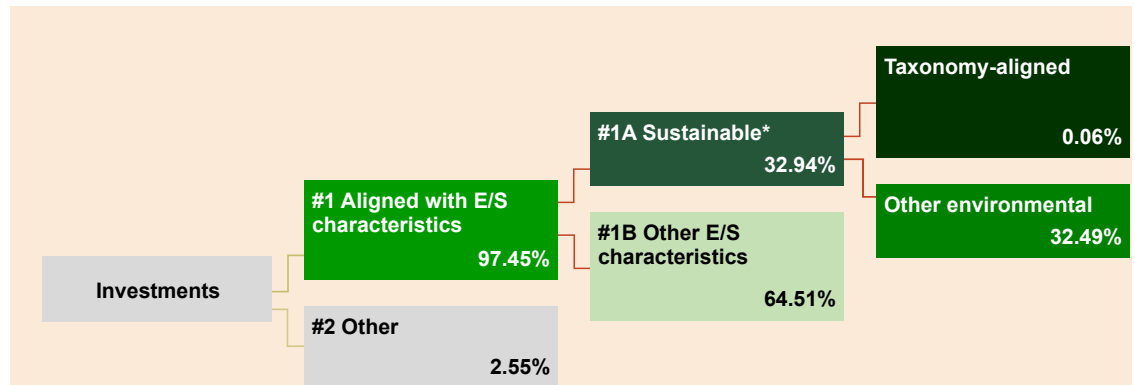 Investments
#1 Aligned with E/S
characteristics
97.45%
#2 Other
2.55%
#1A Sustainable*
32.94%
#1B Other E/S
characteristics
64.51%
Taxonomy-aligned
0.06%
Other environmental
32.49%